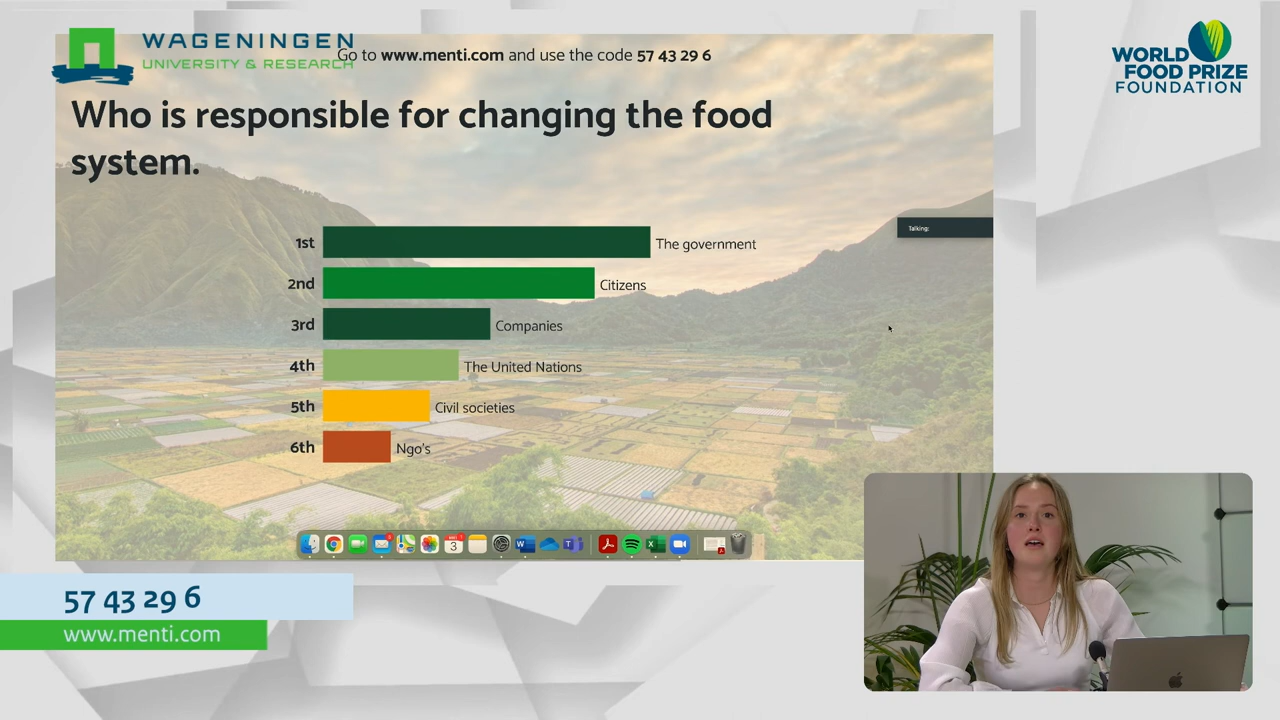 WAGENINGEN
UNIVERSITY & RESEARCH
Go to www.menti.com and use the code 57 43 29 6
WORLD
FOOD PRIZE
FOUNDATION
Who is responsible for changing the food
system.
Talking:
1st The government
2nd Citizens
3rd Companies
4th The United Nations
5th Civil societies
6th Ngo's
3
57 43 29 6
www.menti.com